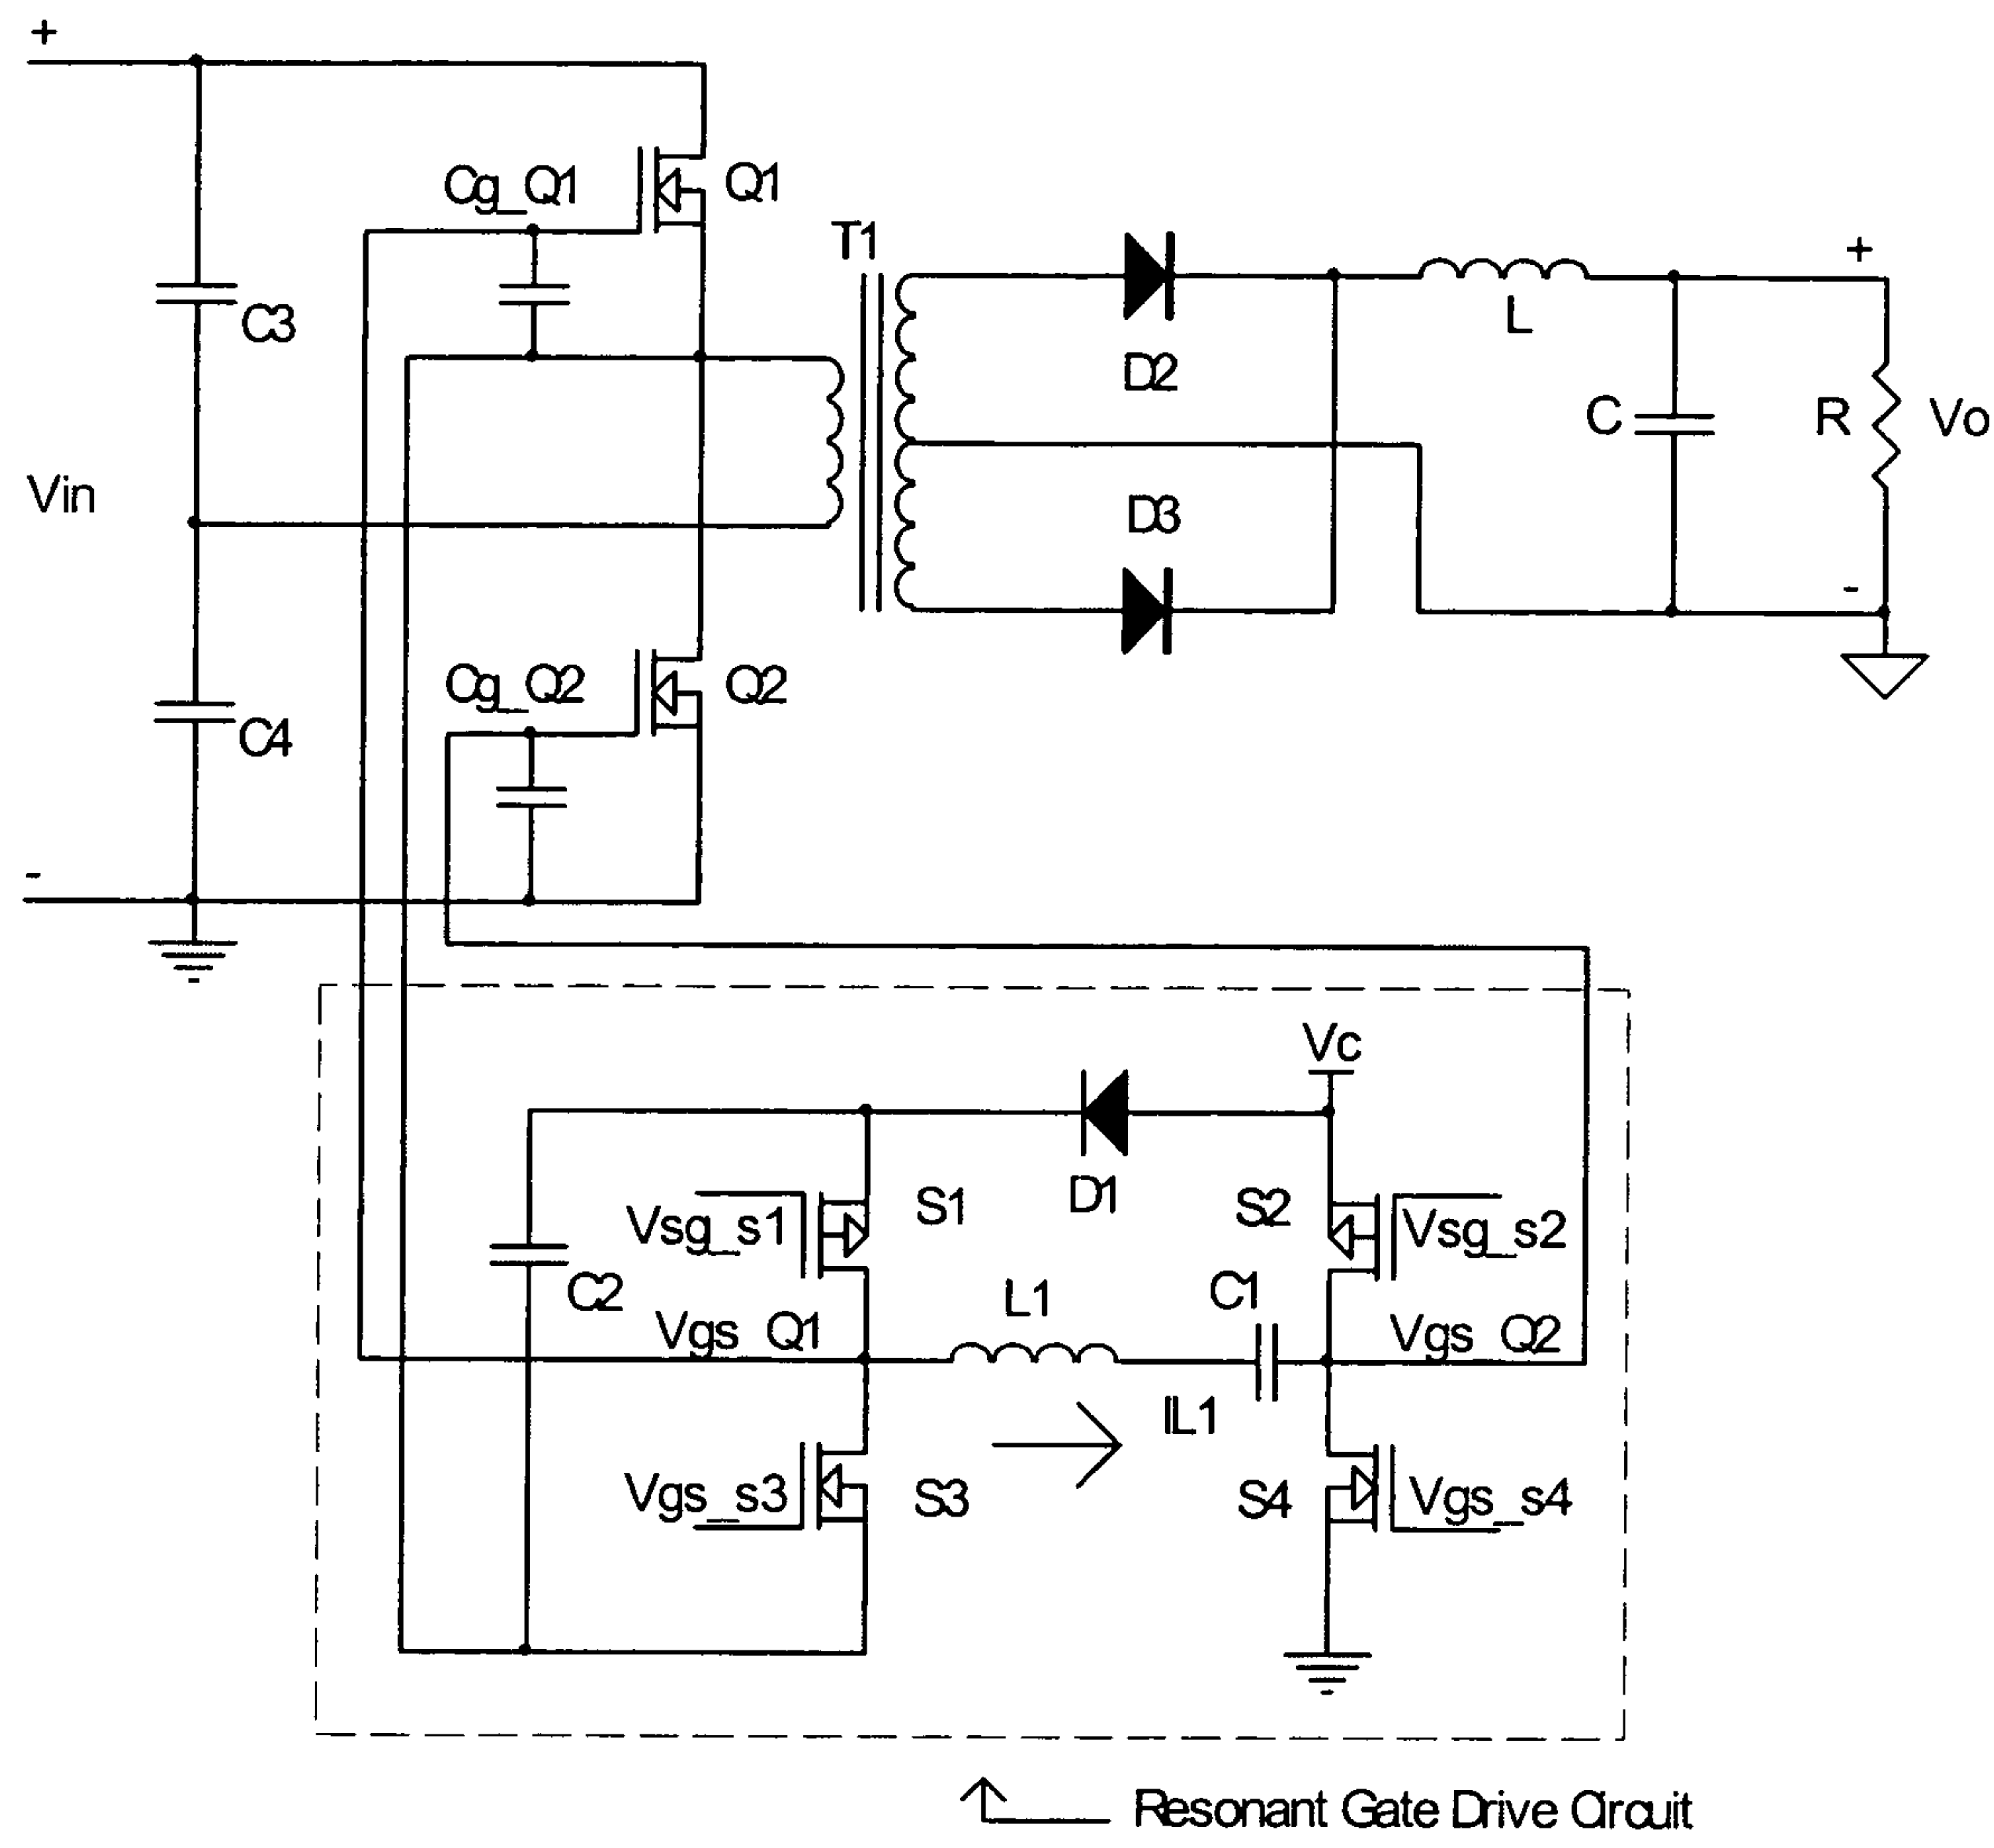 +
Cg_Q1
Q1
T1
+
C3
L
D2
C
R
Vo
Vin
D3
-
Cg_Q2
Q2
C4
-
Vc
D1
S1
S2
Vsg_s1
Vsg_s2
C2
L1
C1
Vgs_Q1
Vgs_Q2
IL1
Vgs_s3
S3
S4
Vgs_s4
Resonant Gate Drive Circuit